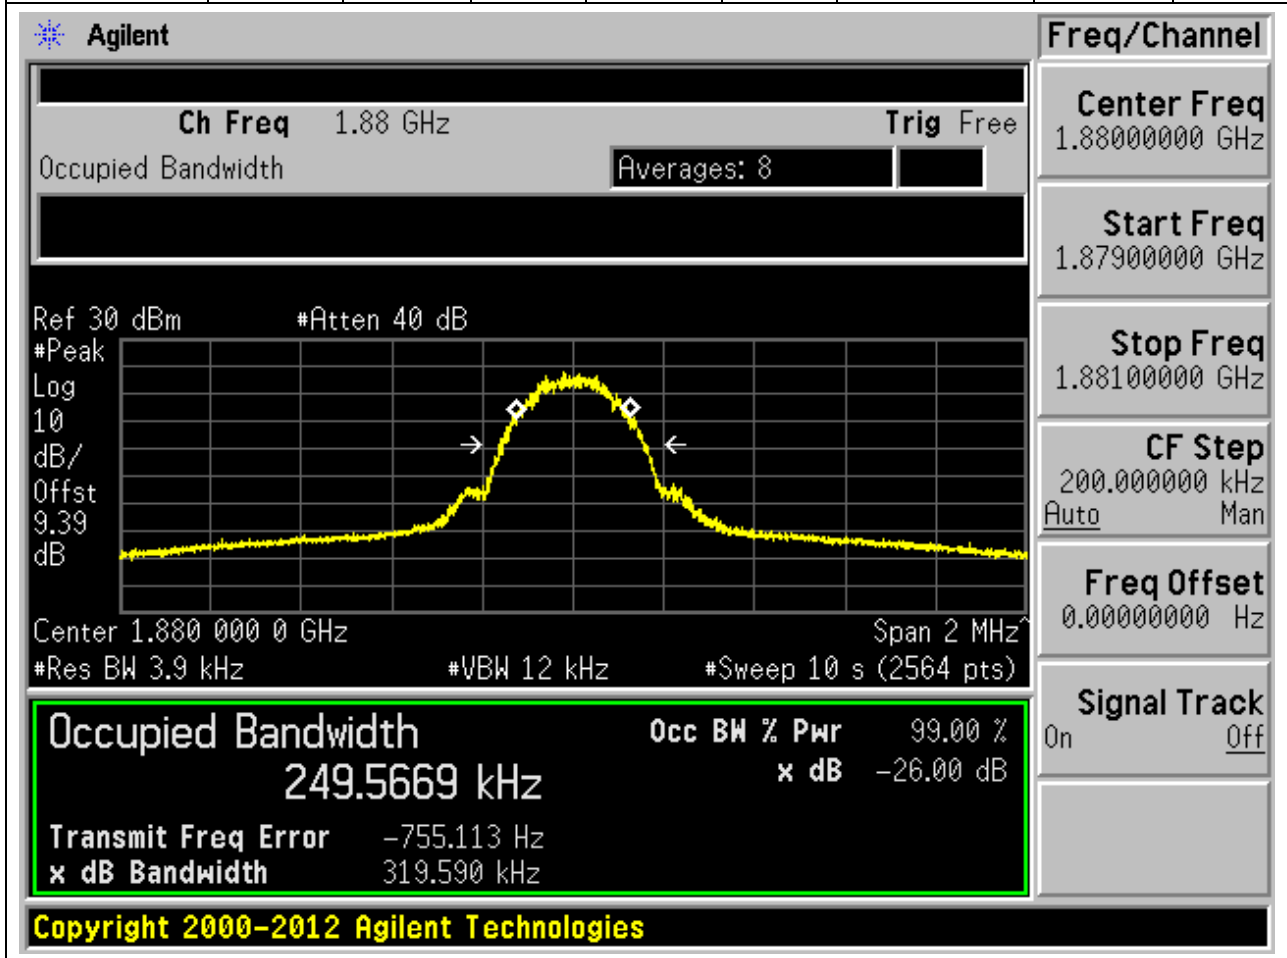 Agilent
Freq/Channel
Ch Freq 1.88 GHz Trig Free
Occupied Bandwidth Averages: 8
Center Freq
1.88000000 GHz
Start Freq
1.87900000 GHz
Stop Freq
1.88100000 GHz
CF Step
200.000000 kHz
Auto Man
Freq Offset
0.00000000 Hz
Signal Track
On Off
Ref 30 dBm #Atten 40 dB
#Peak
Log
10
dB/
Offst
9.39
dB
Center 1.880 000 0 GHz Span 2 MHz^
#Res BW 3.9 kHz #VBW 12 kHz #Sweep 10 s (2564 pts)
Occupied Bandwidth
249.5669 kHz
Occ BW % Pwr 99.00 %
x dB -26.00 dB
Transmit Freq Error -755.113 Hz
x dB Bandwidth 319.590 kHz
Copyright 2000-2012 Agilent Technologies